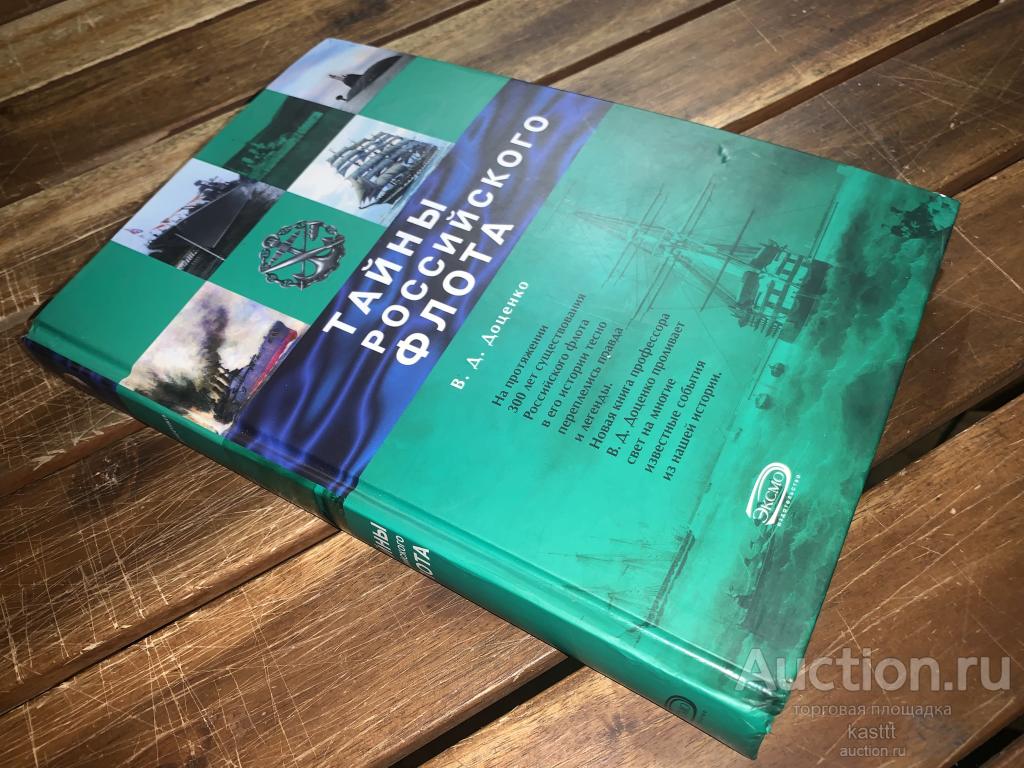 ТАЙНЫ
РОССИЙСКОГО
ФЛОТА
В. Д. Доценко
На протяжении
300 лет существования
Российского флота
в его истории тесно
переплелись правда
и легенды.
Новая книга профессора
В. Д. Доценко проливает
свет на многие
известные события
из нашей истории.
ЭКСМО
издательство
Auction.ru
торговая площадка
kasttt
auction.ru